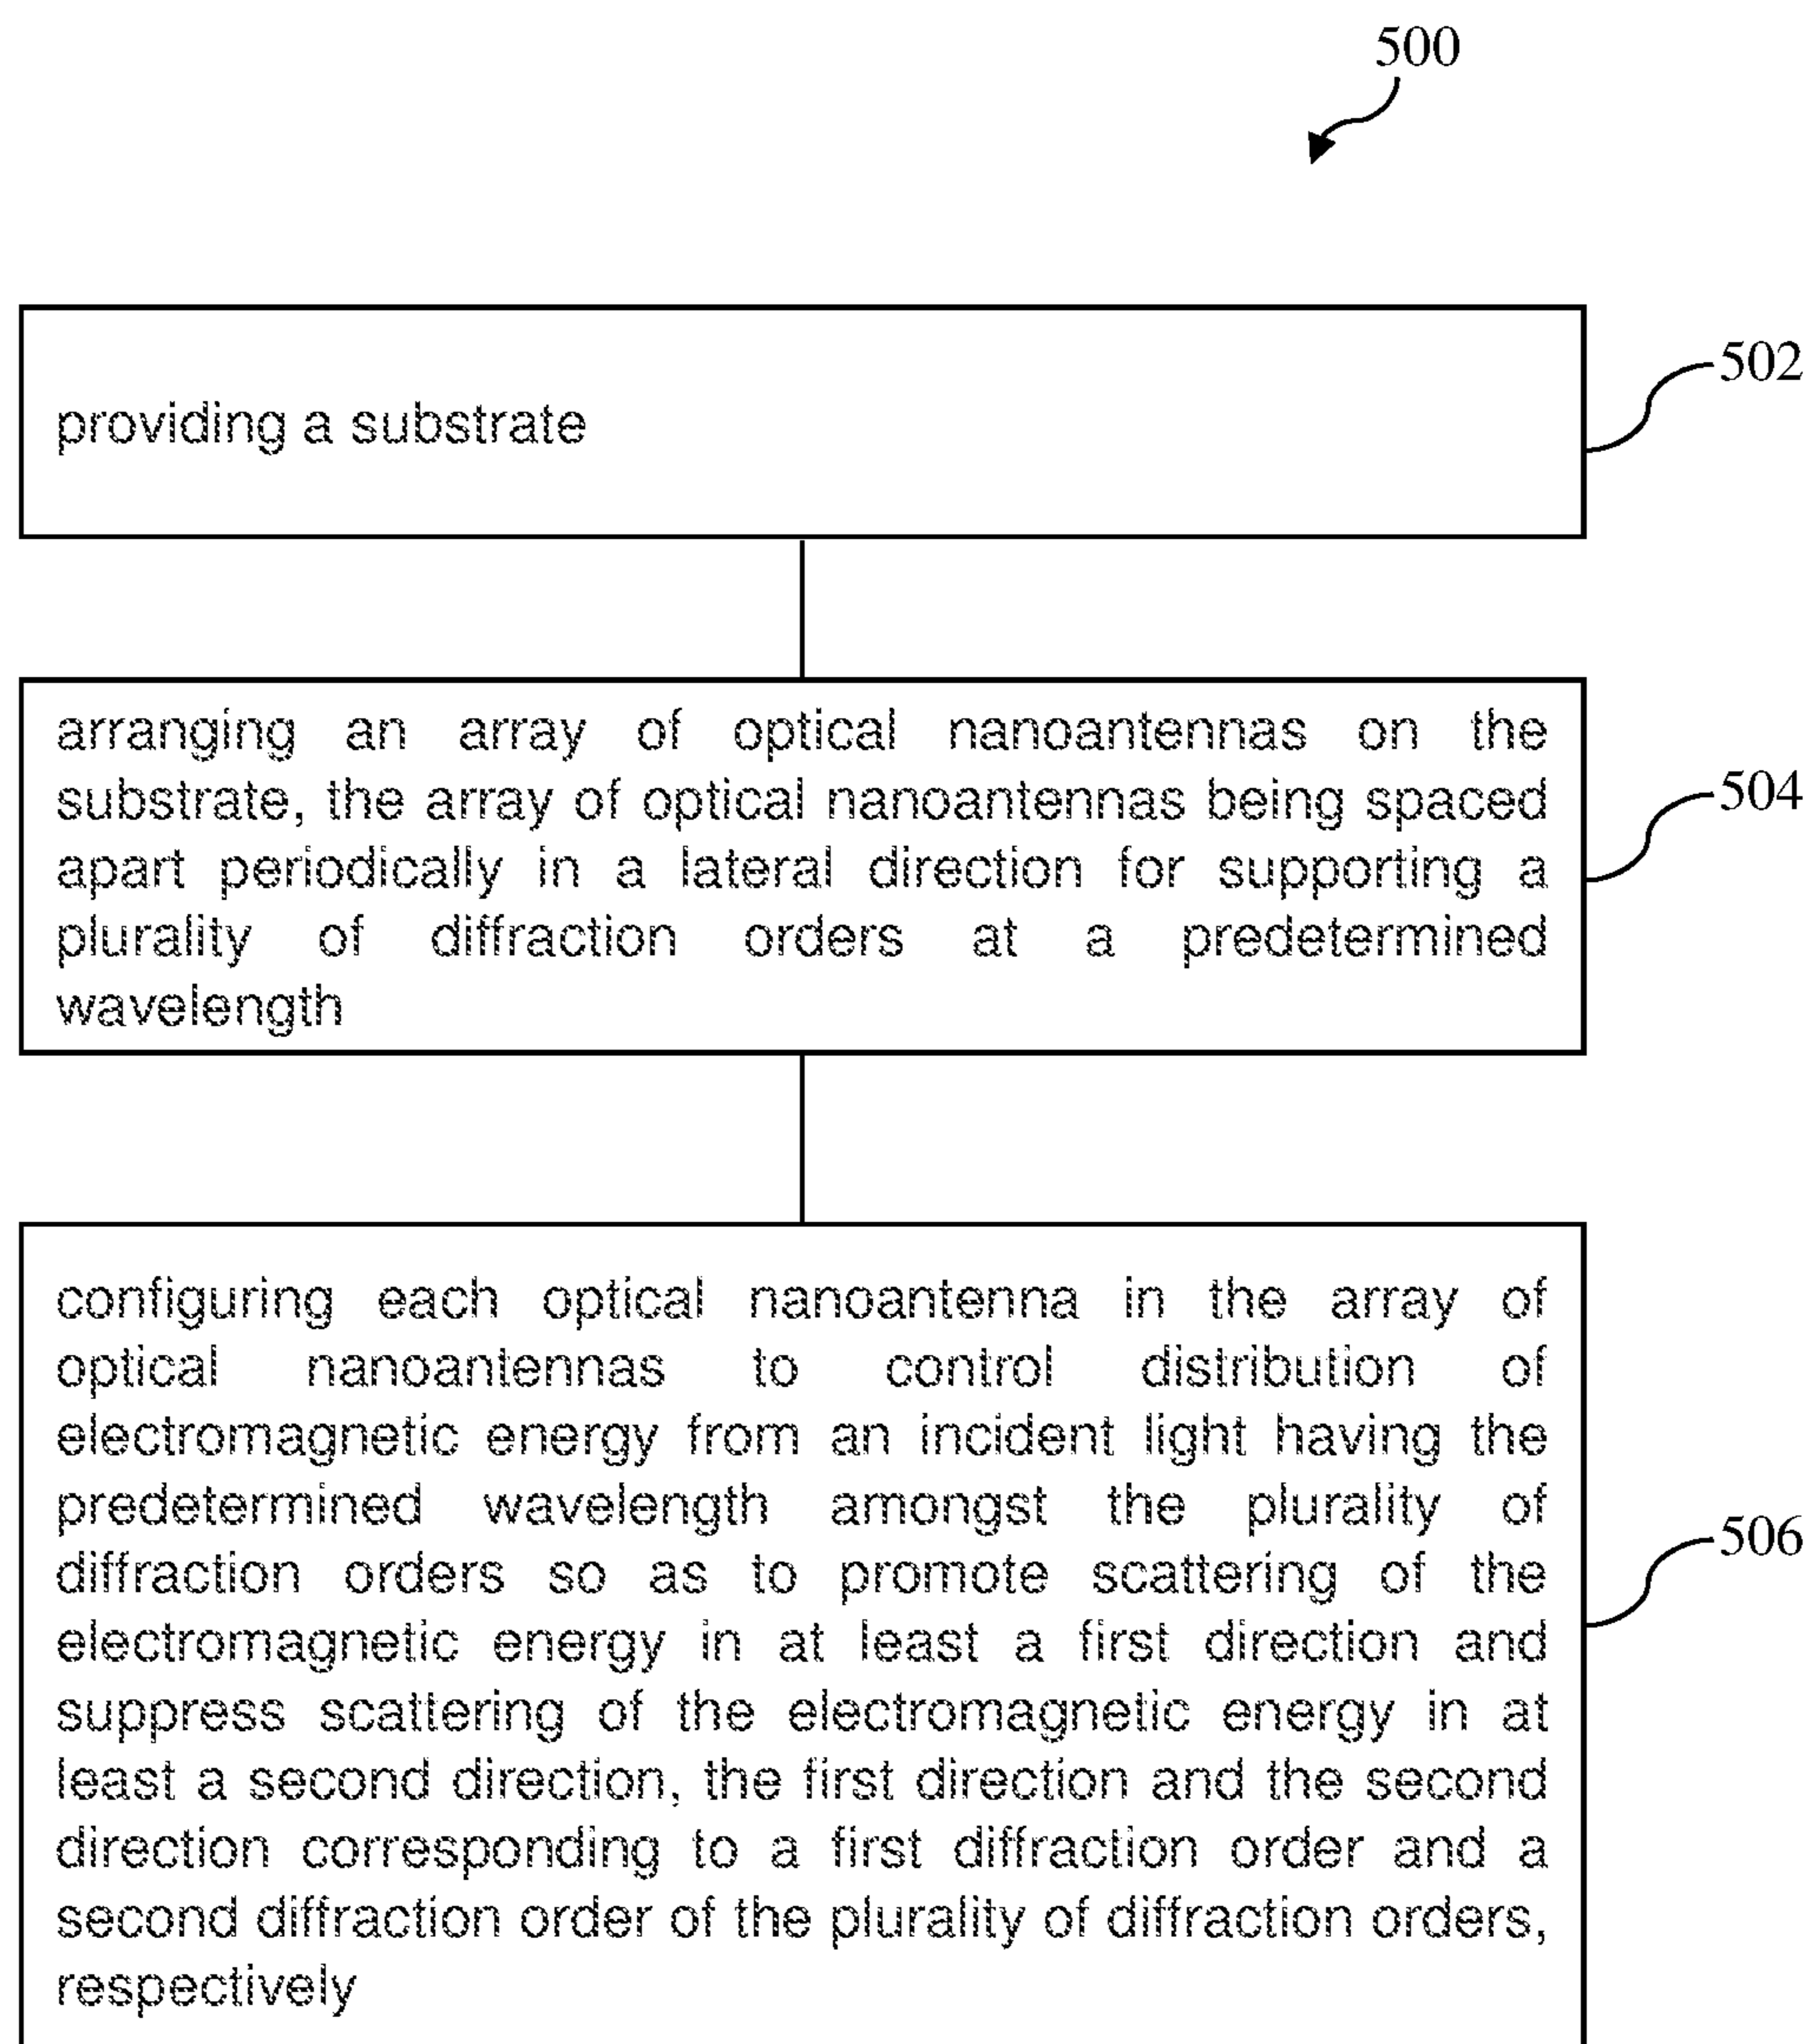 500
providing a substrate
502
arranging an array of optical nanoantennas on the
substrate, the array of optical nanoantennas being spaced
apart periodically in a lateral direction for supporting a
plurality of diffraction orders at a predetermined
wavelength
504
configuring each optical nanoantenna in the array of
optical nanoantennas to control distribution of
electromagnetic energy from an incident light having the
predetermined wavelength amongst the plurality of
diffraction orders so as to promote scattering of the
electromagnetic energy in at least a first direction and
suppress scattering of the electromagnetic energy in at
least a second direction, the first direction and the second
direction corresponding to a first diffraction order and a
second diffraction order of the plurality of diffraction orders,
respectively
506